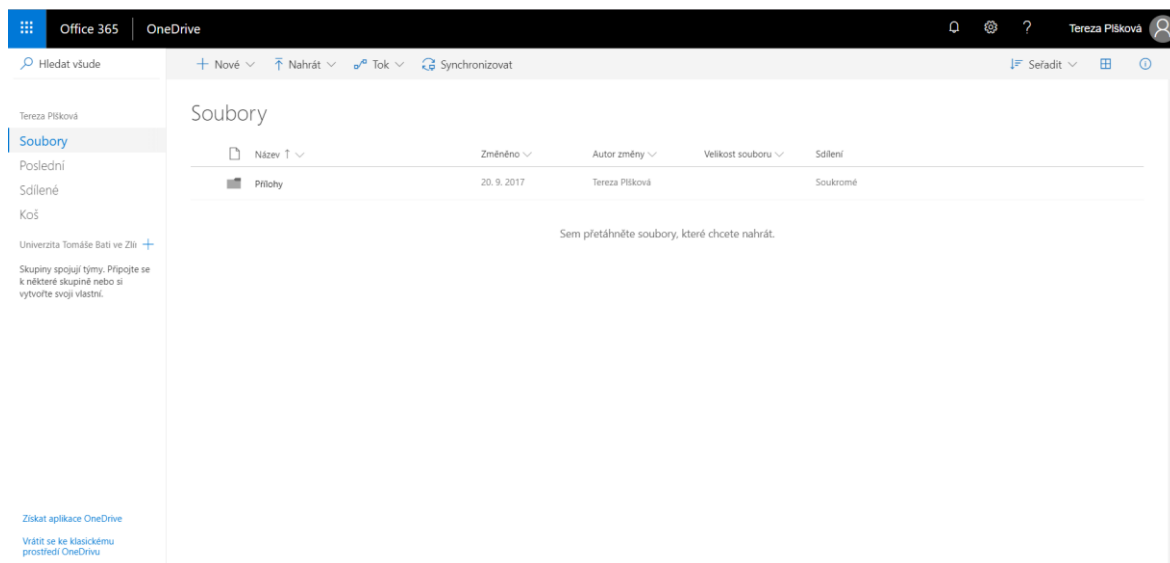 Office 365 OneDrive ? Tereza Plšková
Hledat všude
Nové Nahrát Tok Synchronizovat Seřadit
Tereza Plšková
Soubory
Poslední
Sdílené
Koš
Univerzita Tomáše Bati ve Zlín
Skupiny spojují týmy. Připojte se
k některé skupině nebo si
vytvořte svoji vlastní.
Získat aplikace OneDrive
Vrátit se ke klasickému
prostředí OneDrivu
Soubory
Název Změněno Autor změny Velikost souboru Sdílení
Přílohy 20. 9. 2017 Tereza Plšková Soukromé
Sem přetáhněte soubory, které chcete nahrát.